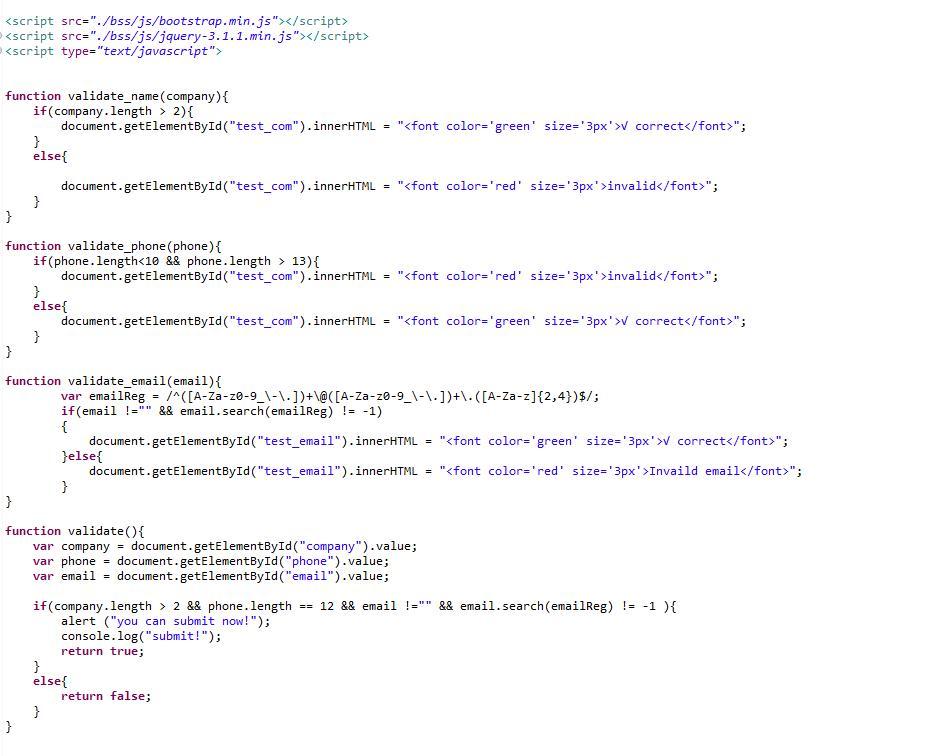 <script src="./bss/js/bootstrap.min.js"></script>
<script src="./bss/js/jquery-3.1.1.min.js"></script>
<script type="text/javascript">
function validate_name(company){
if(company.length > 2){
document.getElementById("test_com").innerHTML = "<font color='green' size='3px'>√ correct</font>";
}
else{
document.getElementById("test_com").innerHTML = "<font color='red' size='3px'>invalid</font>";
}
}
function validate_phone(phone){
if(phone.length<10 && phone.length > 13){
document.getElementById("test_com").innerHTML = "<font color='red' size='3px'>invalid</font>";
}
else{
document.getElementById("test_com").innerHTML = "<font color='green' size='3px'>√ correct</font>";
}
}
function validate_email(email){
var emailReg = /^([A-Za-z0-9_\-\.])+\@([A-Za-z0-9_\-\.])+\.([A-Za-z]{2,4})$/;
if(email !="" && email.search(emailReg) != -1)
{
document.getElementById("test_email").innerHTML = "<font color='green' size='3px'>√ correct</font>";
}else{
document.getElementById("test_email").innerHTML = "<font color='red' size='3px'>Invaild email</font>";
}
}
function validate(){
var company = document.getElementById("company").value;
var phone = document.getElementById("phone").value;
var email = document.getElementById("email").value;
if(company.length > 2 && phone.length == 12 && email !="" && email.search(emailReg) != -1 ){
alert ("you can submit now!");
console.log("submit!");
return true;
}
else{
return false;
}
}